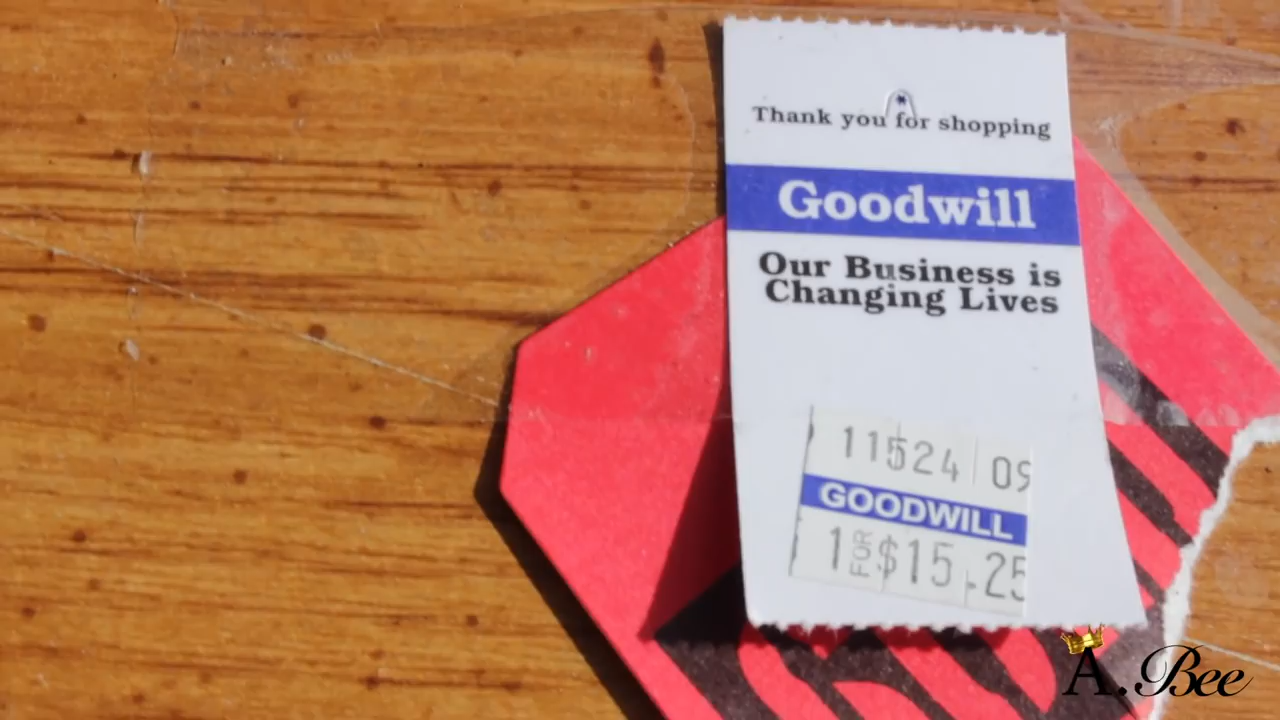 Thank you for shopping
Goodwill
Our Business is
Changing Lives
11524 09
GOODWILL
1 FOR $15.25
A. Bee